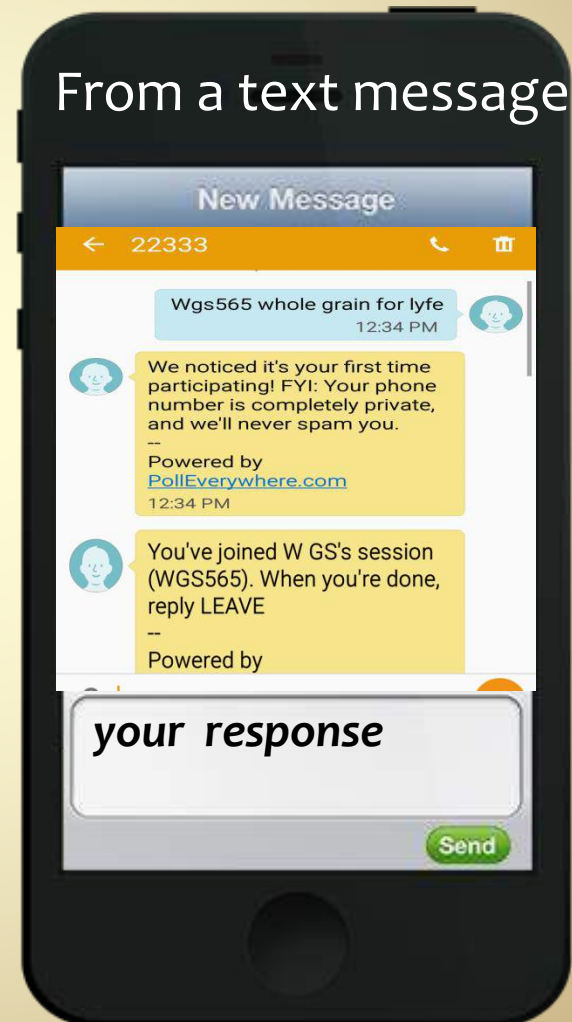 From a text message
New Message
22333
Wgs565 whole grain for lyfe
12:34 PM
We noticed it's your first time
participating! FYI: Your phone
number is completely private,
and we'll never spam you.
--
Powered by
PollEverywhere.com
12:34 PM
You've joined W GS's session
(WGS565). When you're done,
reply LEAVE
--
Powered by
your response
Send